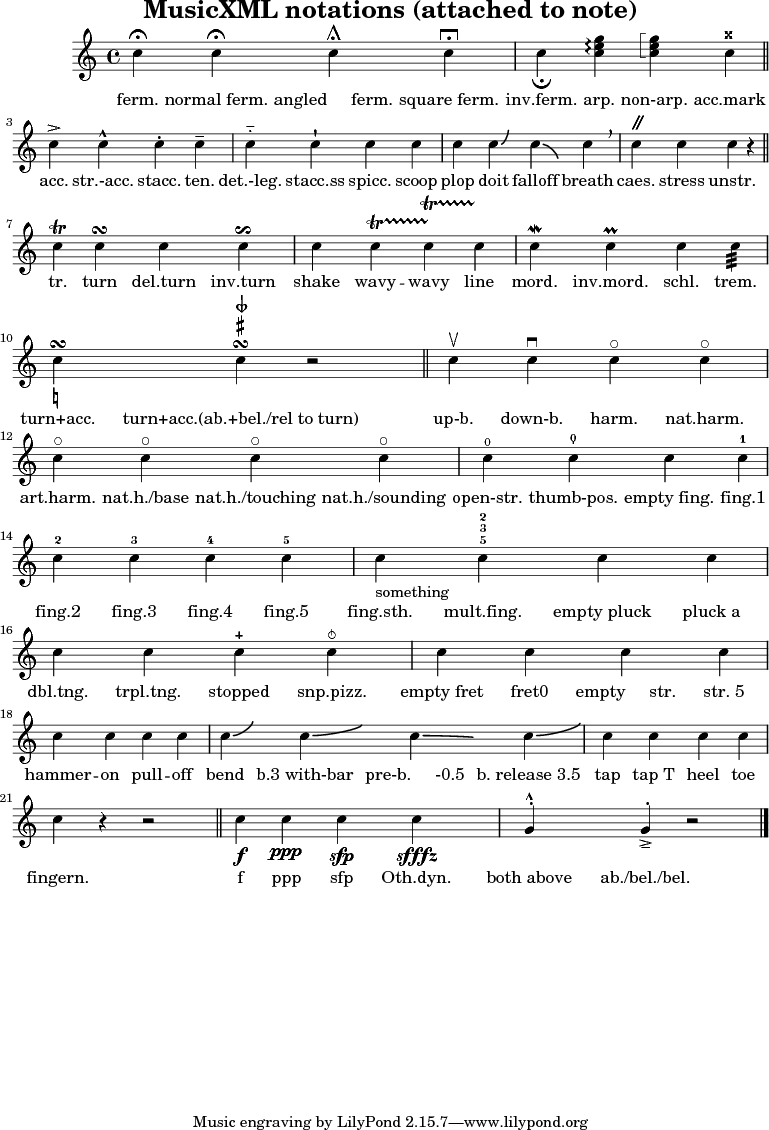 MusicXML notations (attached to note)
ferm. normal ferm. angled ferm. square ferm. inv.ferm. arp. non-arp. acc.mark
3
acc. str.-acc. stacc. ten. det.-leg. stacc.ss spicc. scoop plop doit falloff breath caes. stress unstr.
7
tr. turn del.turn inv.turn shake wavy – wavy line mord. inv.mord. schl. trem.
10
turn+acc. turn+acc.(ab.+bel./rel to turn) up-b. down-b. harm. nat.harm.
12
0 1
art.harm. nat.h./base nat.h./touching nat.h./sounding open-str. thumb-pos. empty fing. fing.1
14
2 3 4 5 2 3 5
something
fing.2 fing.3 fing.4 fing.5 fing.sth. mult.fing. empty pluck pluck a
16
dbl.tng. trpl.tng. stopped snp.pizz. empty fret fret0 empty str. str. 5
18
hammer – on pull – off bend b.3 with-bar pre-b. -0.5 b. release 3.5 tap tap T heel toe
21
f ppp sfp sfffz
fingern. f ppp sfp Oth.dyn. both above ab./bel./bel.
Music engraving by LilyPond 2.15.7—www.lilypond.org